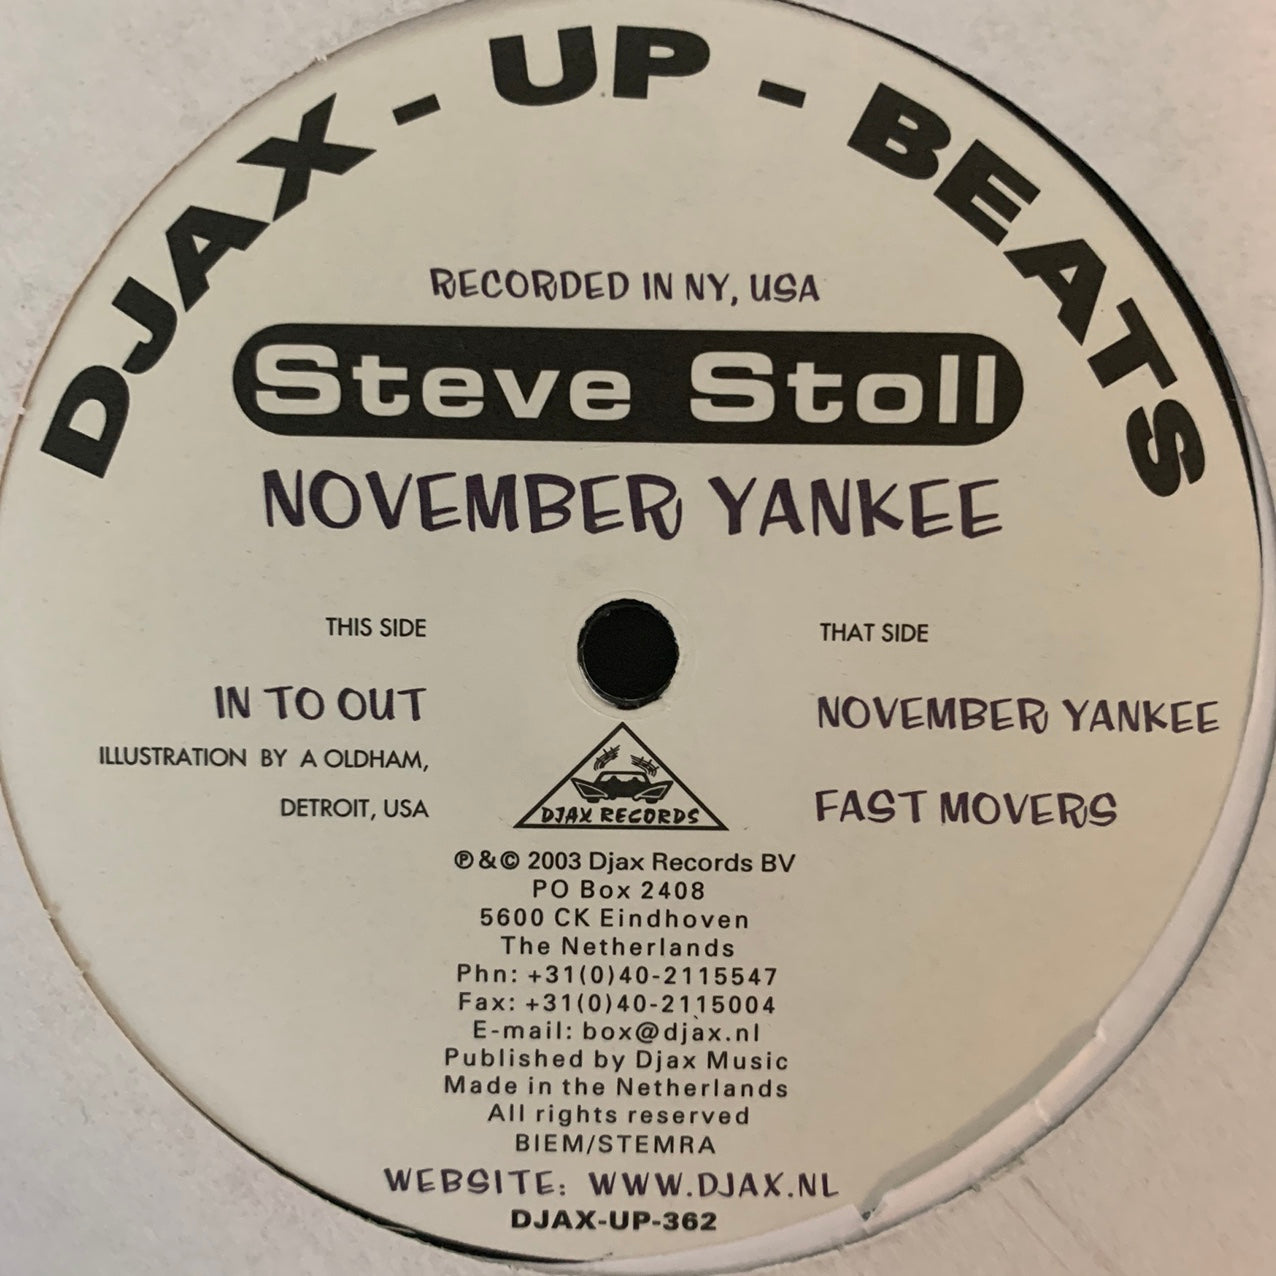 DJAX - UP - BEATS
RECORDED IN NY, USA
Steve Stoll
NOVEMBER YANKEE
THIS SIDE
IN TO OUT
ILLUSTRATION BY A OLDHAM,
DETROIT, USA
THAT SIDE
NOVEMBER YANKEE
FAST MOVERS
DJAX RECORDS
℗ & © 2003 Djax Records BV
PO Box 2408
5600 CK Eindhoven
The Netherlands
Phn: +31(0)40-2115547
Fax: +31(0)40-2115004
E-mail: box@djax.nl
Published by Djax Music
Made in the Netherlands
All rights reserved
BIEM/STEMRA
WEBSITE: WWW.DJAX.NL
DJAX-UP-362